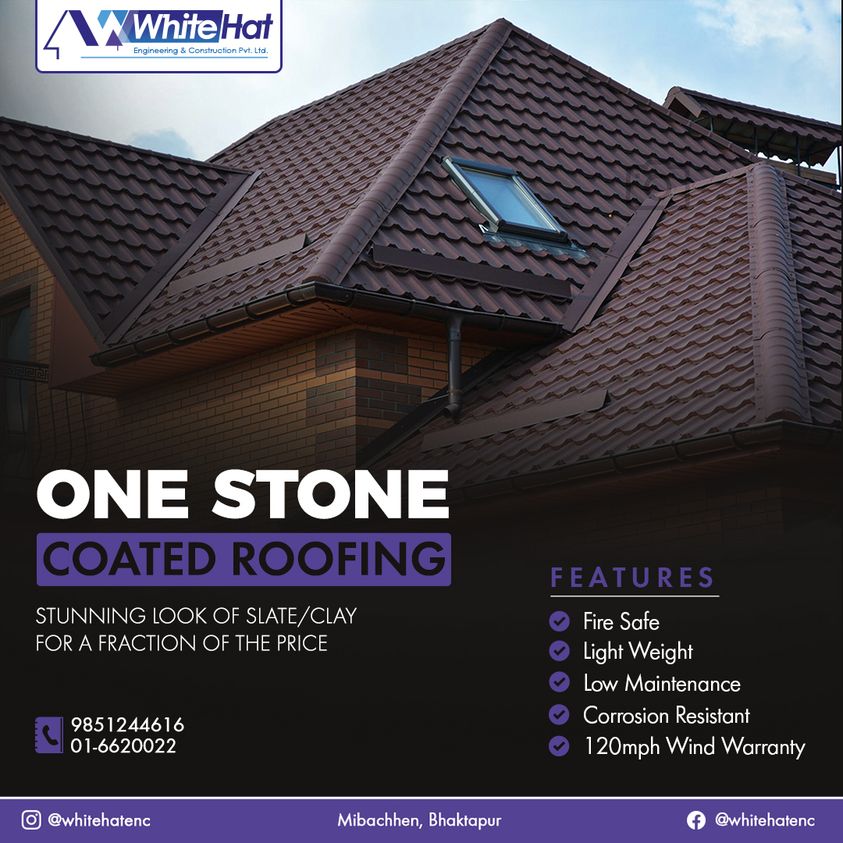 WhiteHat
Engineering & Construction Pvt. Ltd.
ONE STONE
COATED ROOFING
STUNNING LOOK OF SLATE/CLAY
FOR A FRACTION OF THE PRICE
9851244616
01-6620022
FEATURES
Fire Safe
Light Weight
Low Maintenance
Corrosion Resistant
120mph Wind Warranty
@whitehatenc
Mibachhen, Bhaktapur
@whitehatenc